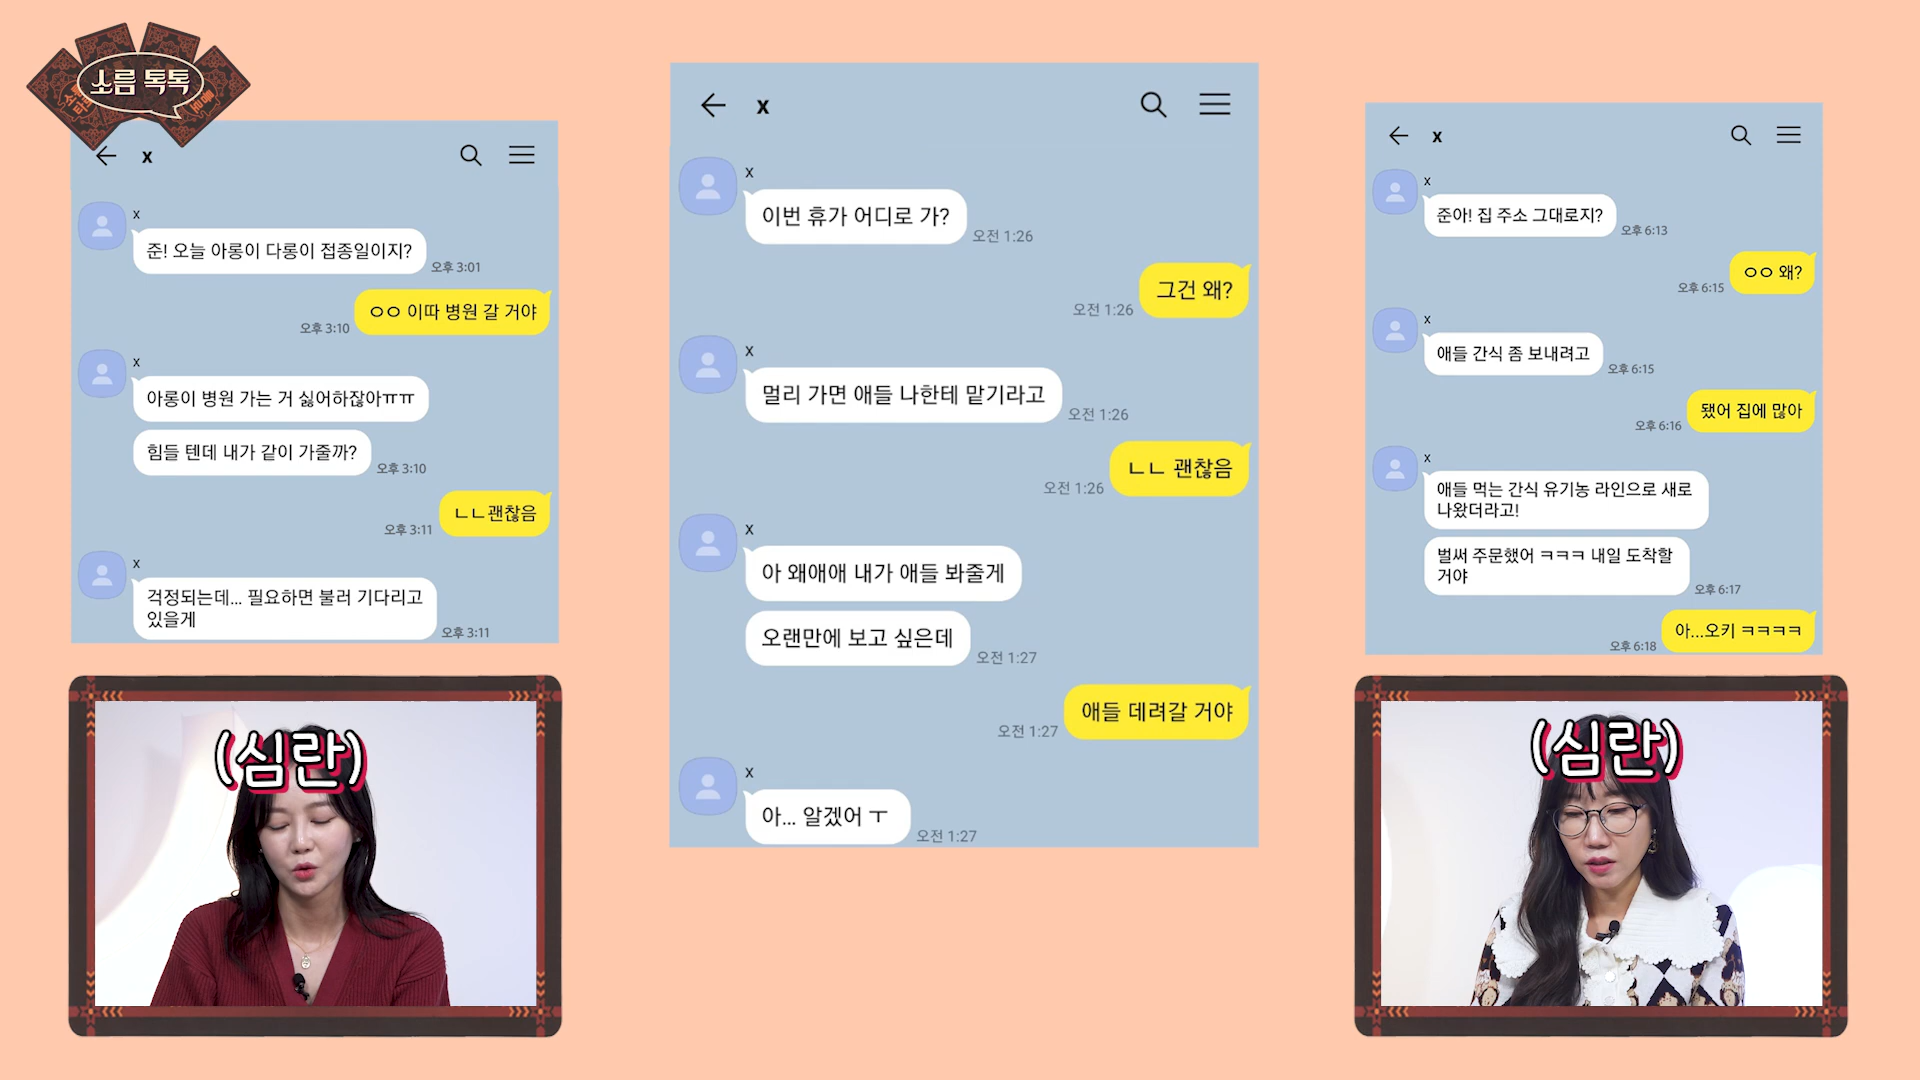 소름 톡톡
x
x
준! 오늘 아롱이 다롱이 접종일이지?
오후 3:01
ㅇㅇ 이따 병원 갈 거야
오후 3:10
x
아롱이 병원 가는 거 싫어하잖아ㅠㅠ
힘들 텐데 내가 같이 가줄까?
오후 3:10
ㄴㄴ괜찮음
오후 3:11
x
걱정되는데... 필요하면 불러 기다리고
있을게
오후 3:11
x
x
이번 휴가 어디로 가?
오전 1:26
그건 왜?
오전 1:26
x
멀리 가면 애들 나한테 맡기라고
오전 1:26
ㄴㄴ 괜찮음
오전 1:26
x
아 왜애애 내가 애들 봐줄게
오랜만에 보고 싶은데
오전 1:27
애들 데려갈 거야
오전 1:27
x
아... 알겠어 ㅜ
오전 1:27
x
x
준아! 집 주소 그대로지?
오후 6:13
ㅇㅇ 왜?
오후 6:15
x
애들 간식 좀 보내려고
오후 6:15
됐어 집에 많아
오후 6:16
x
애들 먹는 간식 유기농 라인으로 새로
나왔더라고!
벌써 주문했어 ㅋㅋㅋ 내일 도착할
거야
오후 6:17
아...오키 ㅋㅋㅋㅋ
오후 6:18
(심란)
(심란)